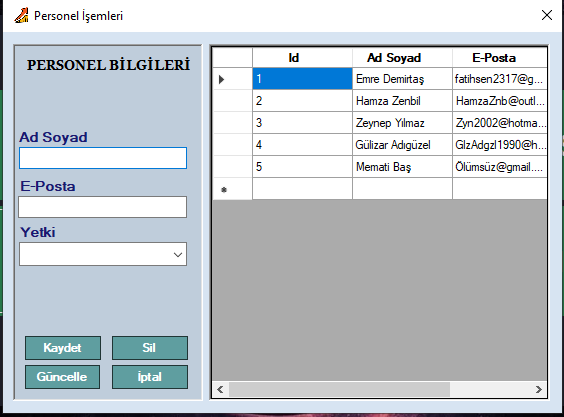 Personel İşemleri
PERSONEL BİLGİLERİ
Ad Soyad
E-Posta
Yetki
Kaydet Sil
Güncelle İptal
Id Ad Soyad E-Posta
1 Emre Demirtaş fatihsen2317@g...
2 Hamza Zenbil HamzaZnb@outl...
3 Zeynep Yılmaz Zyn2002@hotma...
4 Gülizar Adıgüzel GlzAdgzl1990@h...
5 Memati Baş Ölümsüz@gmail....